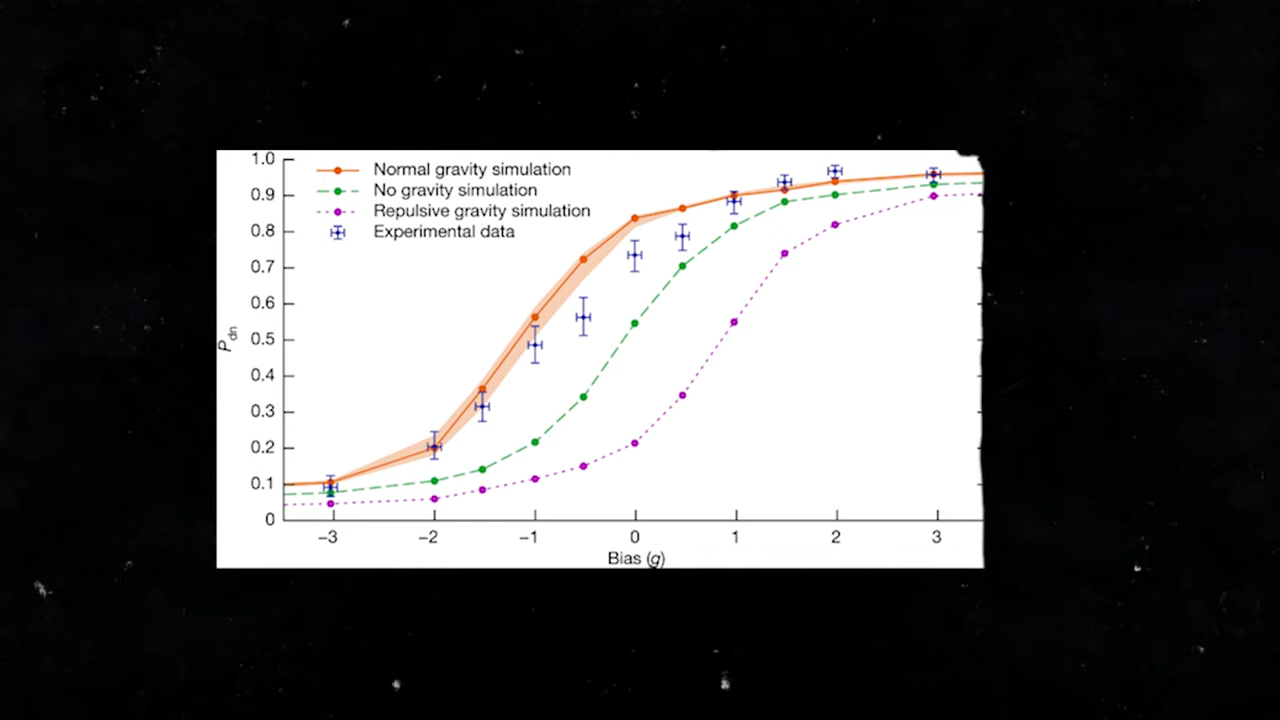 1.0
0.9
0.8
0.7
0.6
0.5
0.4
0.3
0.2
0.1
0
P dn
Normal gravity simulation
No gravity simulation
Repulsive gravity simulation
Experimental data
−3 −2 −1 0 1 2 3
Bias (g)